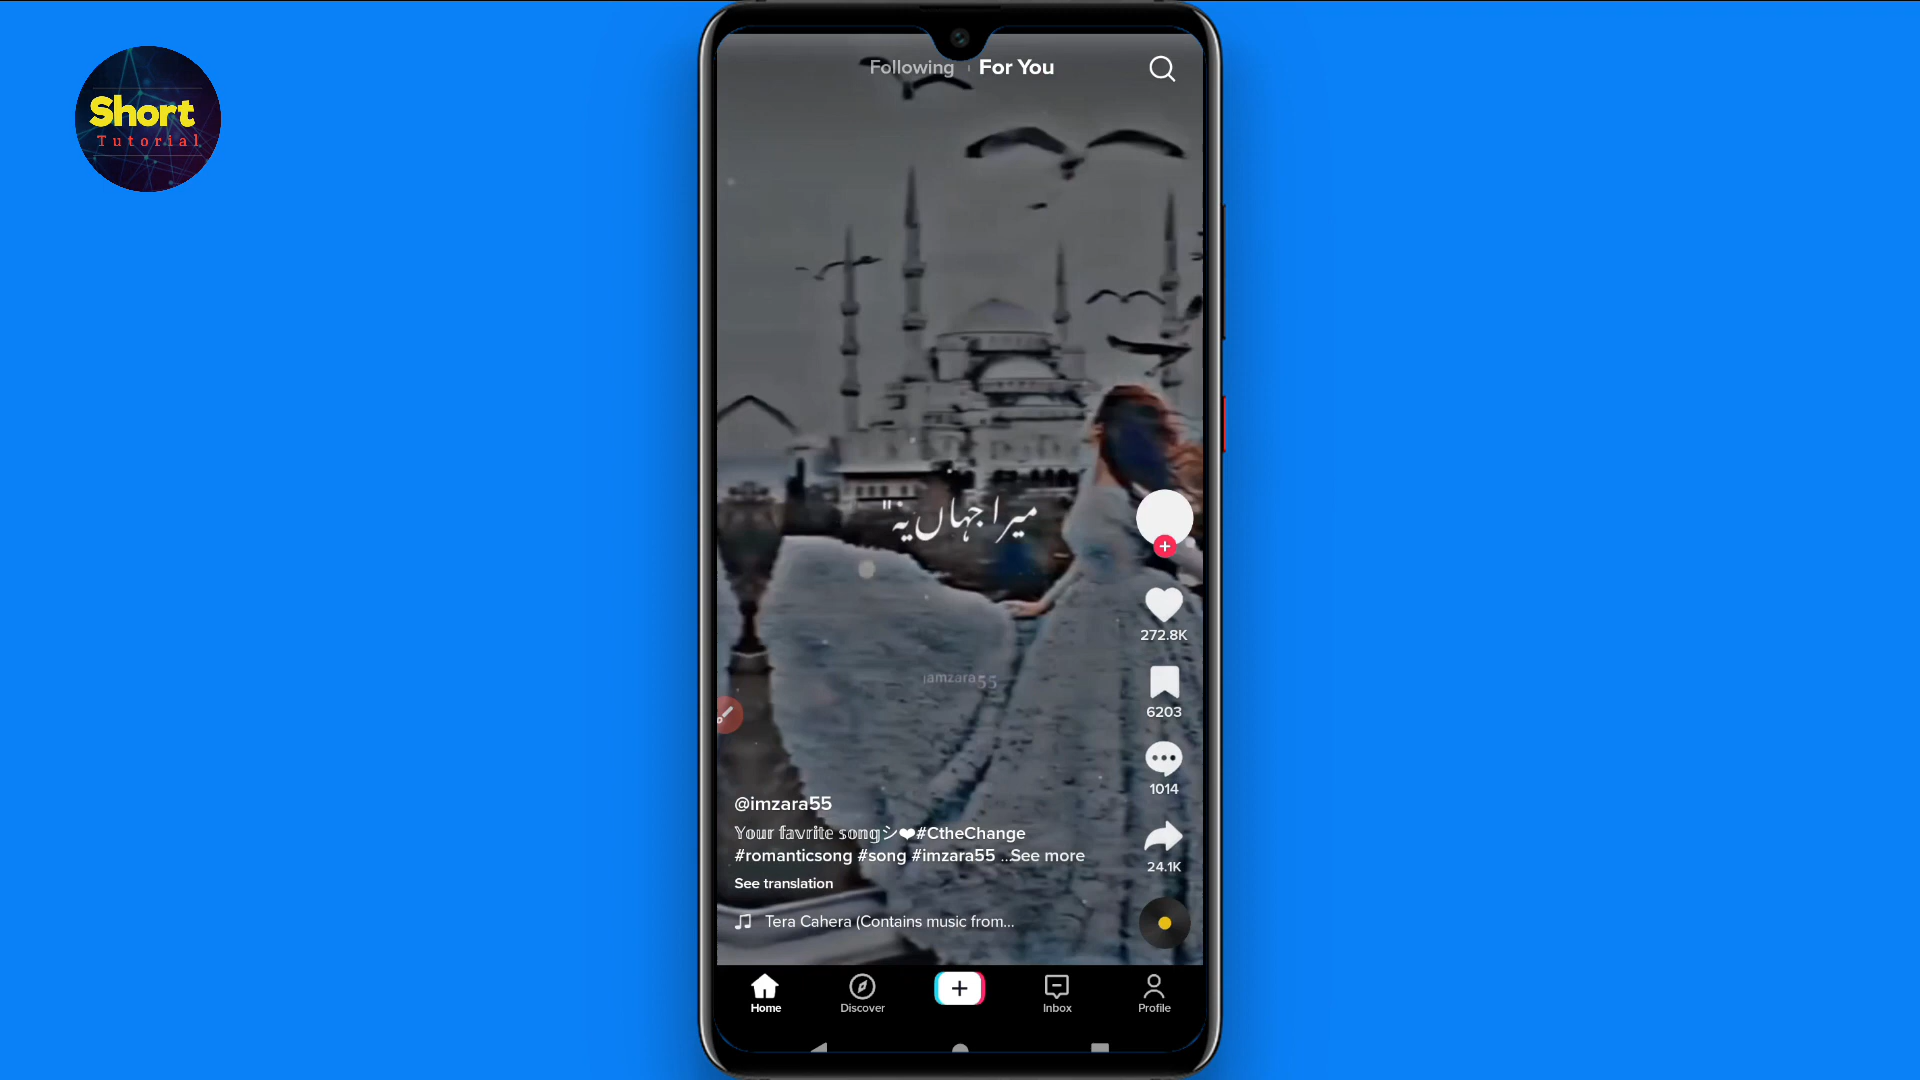 Short
Tutorial
Following
For You
میرا جہاں یہ"
272.8K
6203
iamzara55
1014
@imzara55
𝕐𝕠𝕦𝕣 𝕗𝕒𝕧𝕣𝕚𝕥𝕖 𝕤𝕠𝕟𝕘シ❤#CtheChange
#romanticsong #song #imzara55 ...See more
24.1K
See translation
Tera Cahera (Contains music from...
Home
Discover
Inbox
Profile